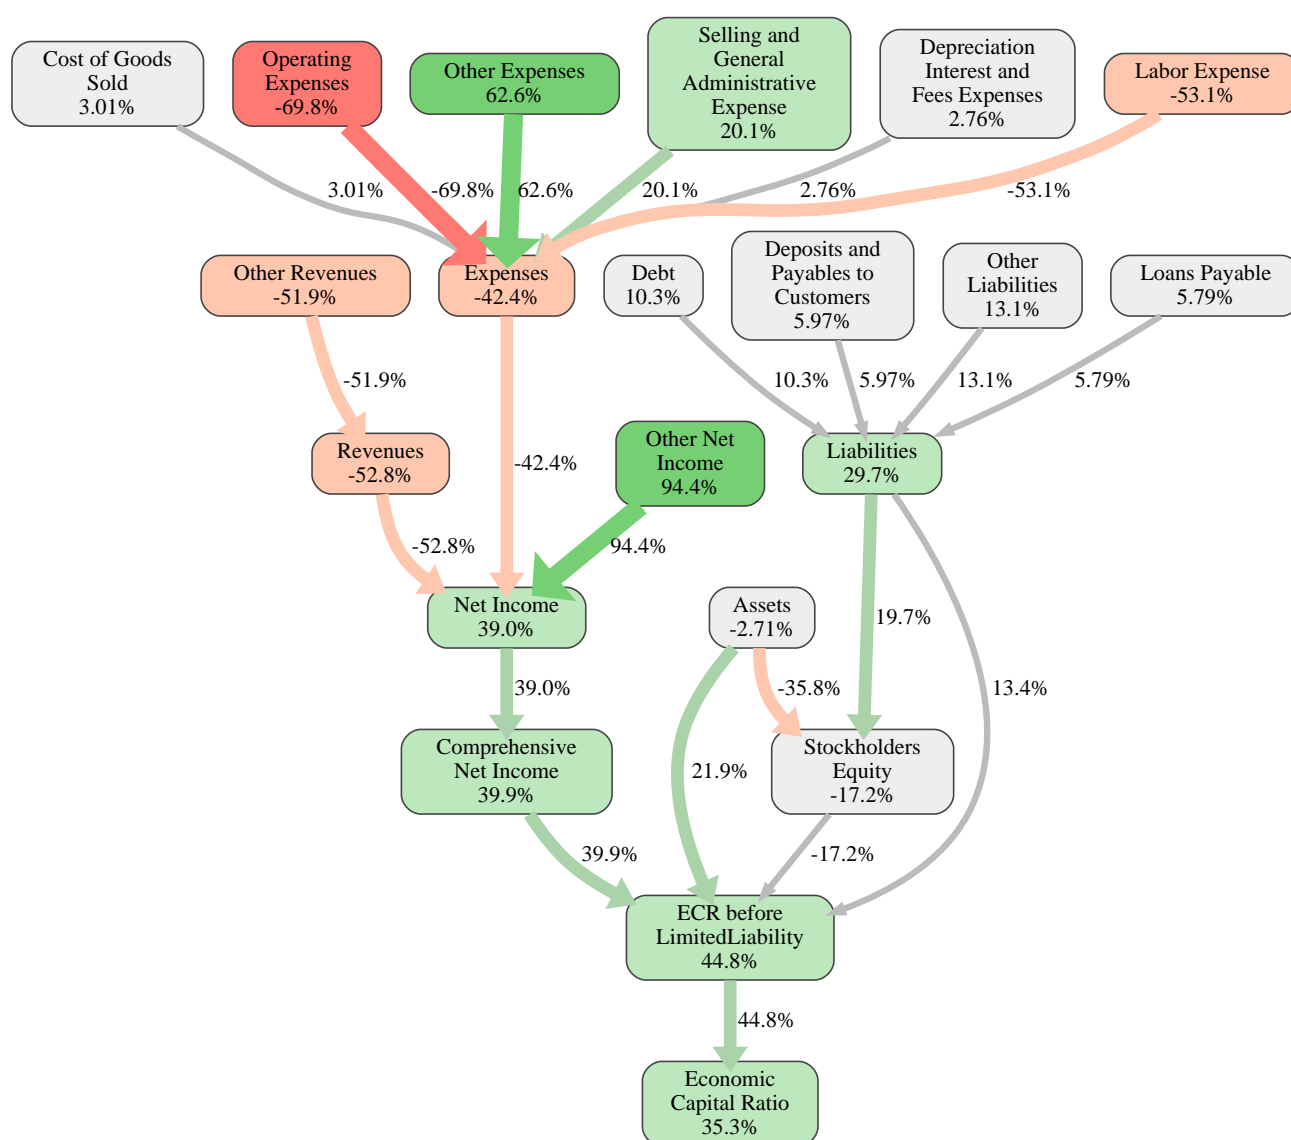 Cost of Goods
Sold
3.01%
Operating
Expenses
-69.8%
Other Expenses
62.6%
Selling and
General
Administrative
Expense
20.1%
Depreciation
Interest and
Fees Expenses
2.76%
Labor Expense
-53.1%
3.01%
-69.8%
62.6%
20.1%
2.76%
-53.1%
Other Revenues
-51.9%
Expenses
-42.4%
Debt
10.3%
Deposits and
Payables to
Customers
5.97%
Other
Liabilities
13.1%
Loans Payable
5.79%
-51.9%
10.3%
5.97%
13.1%
5.79%
Revenues
-52.8%
-42.4%
Other Net
Income
94.4%
Liabilities
29.7%
-52.8%
94.4%
Net Income
39.0%
Assets
-2.71%
19.7%
39.0%
-35.8%
13.4%
Comprehensive
Net Income
39.9%
21.9%
Stockholders
Equity
-17.2%
39.9%
-17.2%
ECR before
LimitedLiability
44.8%
44.8%
Economic
Capital Ratio
35.3%